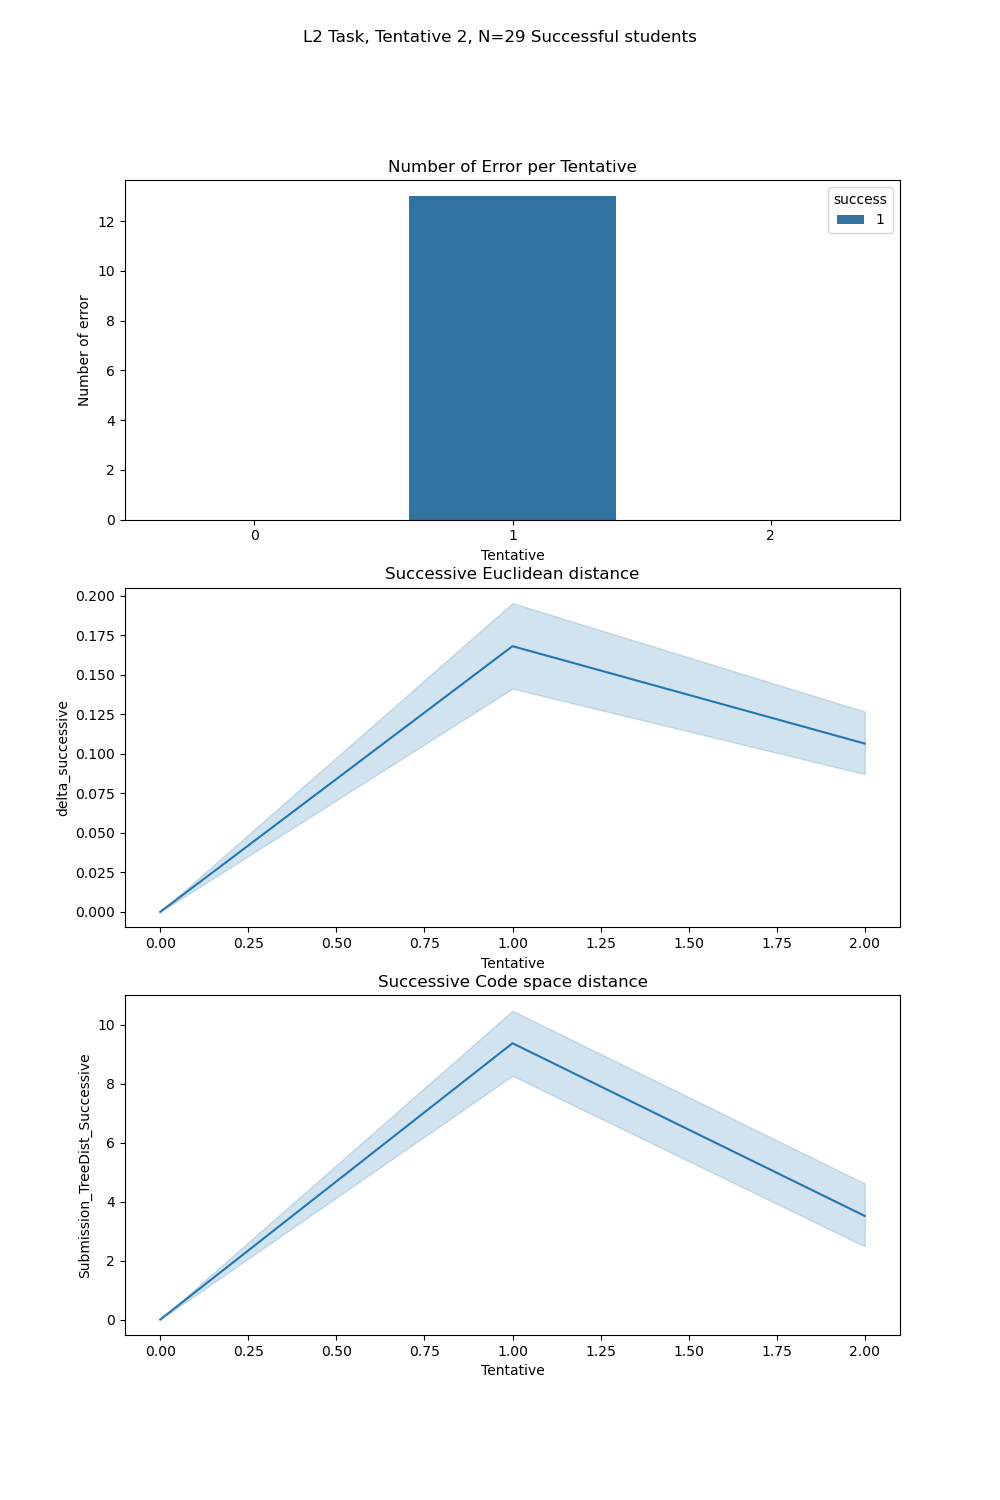 L2 Task, Tentative 2, N=29 Successful students
Number of Error per Tentative
success
1
12
10
8
6
4
2
0
Number of error
0 1 2
Tentative
Successive Euclidean distance
0.200
0.175
0.150
0.125
0.100
0.075
0.050
0.025
0.000
delta_successive
0.00 0.25 0.50 0.75 1.00 1.25 1.50 1.75 2.00
Tentative
Successive Code space distance
10
8
6
4
2
0
Submission_TreeDist_Successive
0.00 0.25 0.50 0.75 1.00 1.25 1.50 1.75 2.00
Tentative